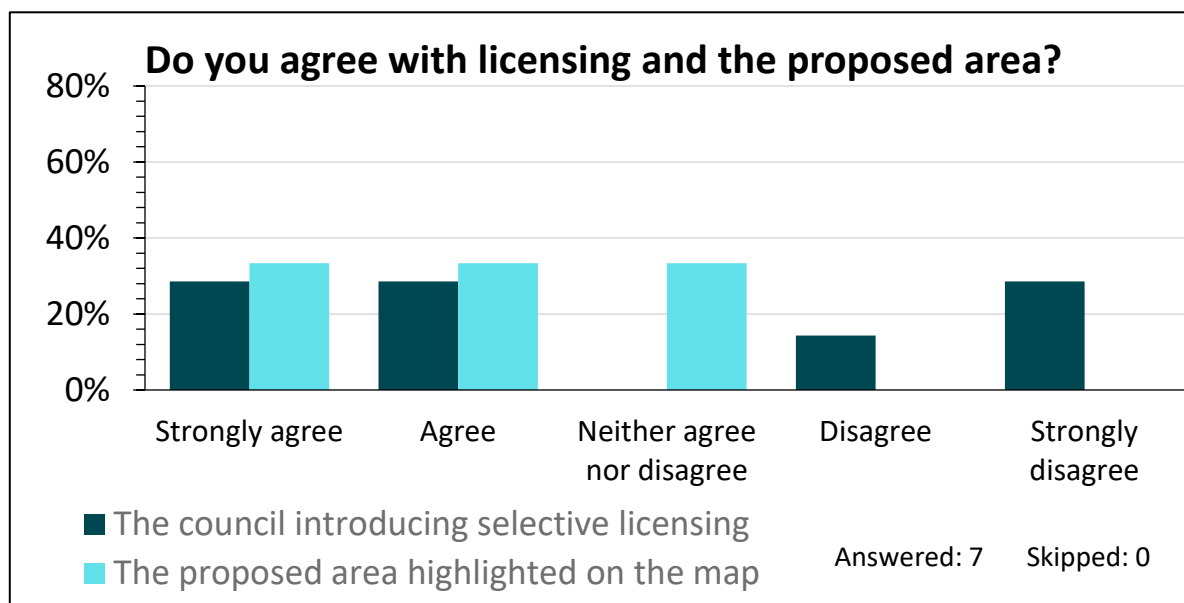 Do you agree with licensing and the proposed area?
80%
60%
40%
20%
0%
Strongly agree
Agree
Neither agree
nor disagree
Disagree
Strongly
disagree
The council introducing selective licensing
The proposed area highlighted on the map
Answered: 7 Skipped: 0